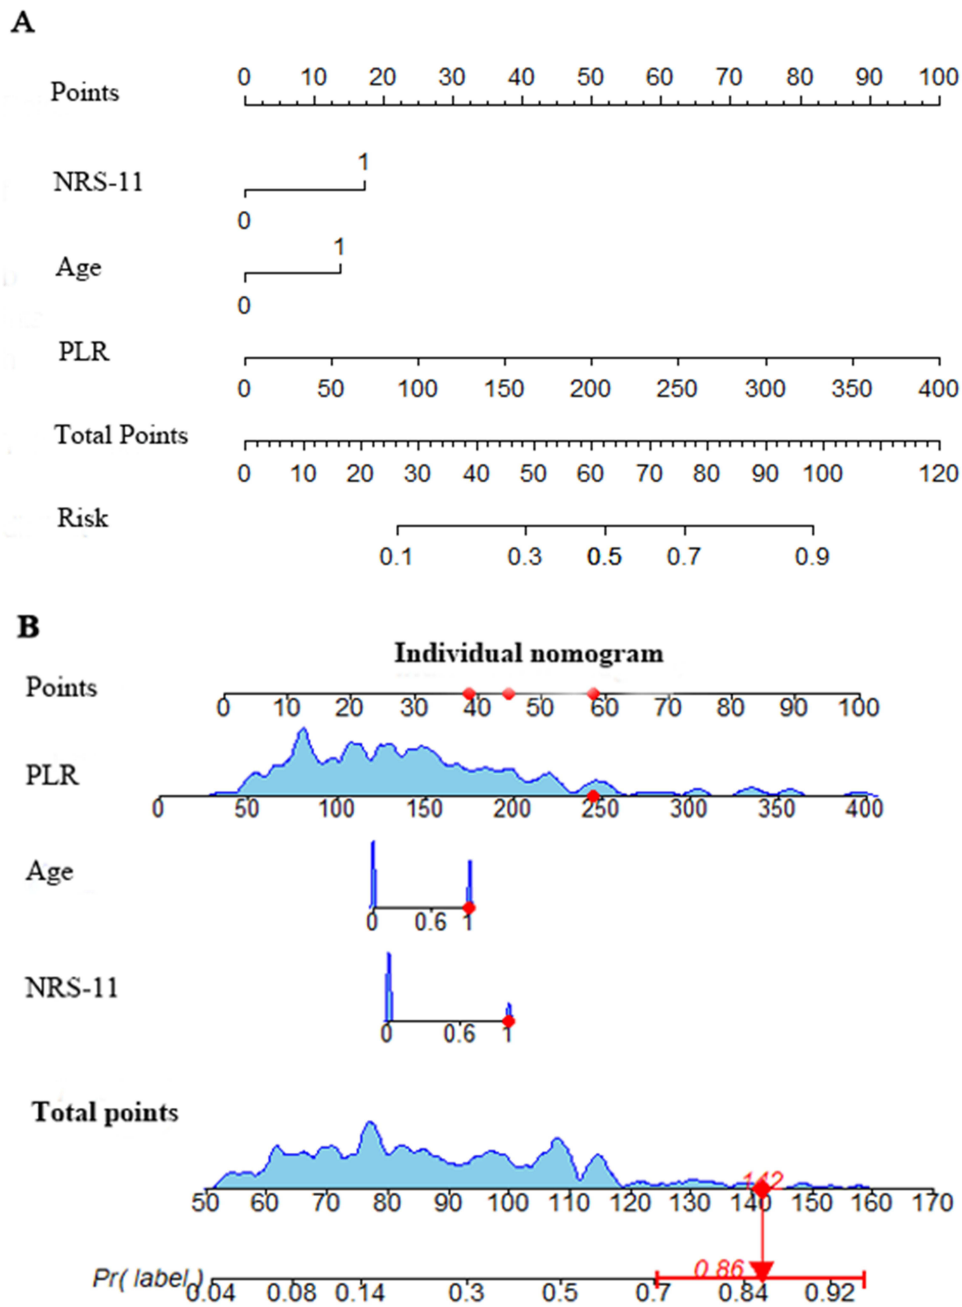 A
Points 0 10 20 30 40 50 60 70 80 90 100
NRS-11 0 1
Age 0 1
PLR 0 50 100 150 200 250 300 350 400
Total Points 0 10 20 30 40 50 60 70 80 90 100 120
Risk 0.1 0.3 0.5 0.7 0.9
B
Individual nomogram
Points 0 10 20 30 40 50 60 70 80 90 100
PLR 0 50 100 150 200 250 300 350 400
Age 0 0.6 1
NRS-11 0 0.6 1
Total points
142
50 60 70 80 90 100 110 120 130 140 150 160 170
0.86
Pr( label ) 0.04 0.08 0.14 0.3 0.5 0.7 0.84 0.92